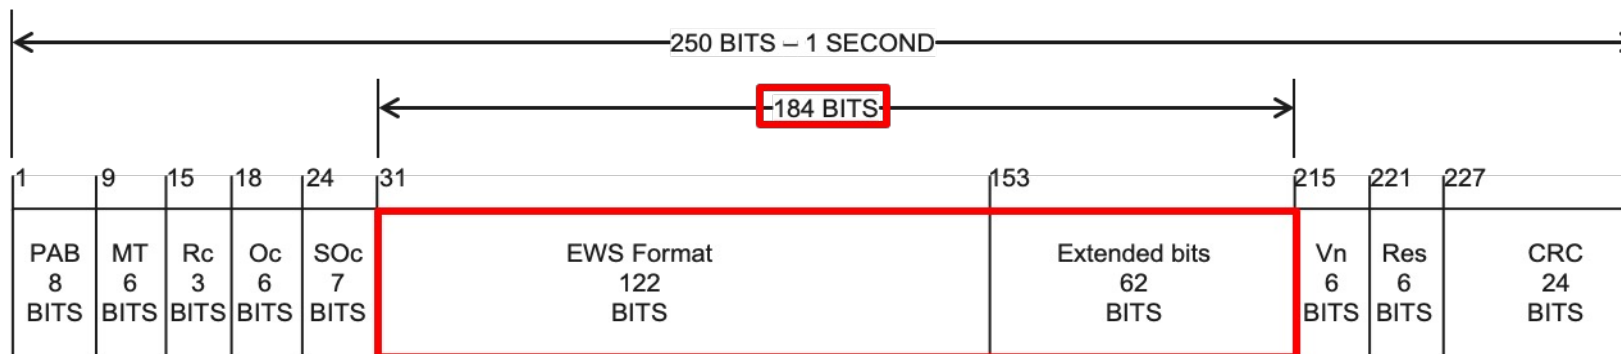 250 BITS – 1 SECOND
184 BITS
1 9 15 18 24 31 153 215 221 227
PAB MT Rc Oc SOc EWS Format Extended bits Vn Res CRC
8 6 3 6 7 122 62 6 6 24
BITS BITS BITS BITS BITS BITS BITS BITS BITS BITS